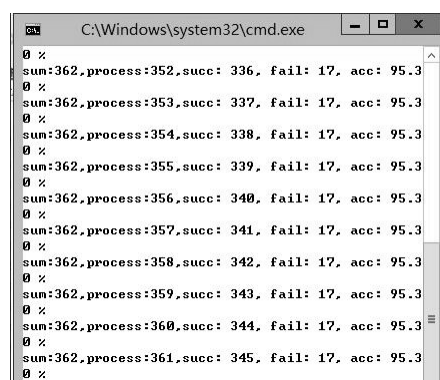 C:\Windows\system32\cmd.exe
0 %
sum:362,process:352,succ: 336, fail: 17, acc: 95.3
0 %
sum:362,process:353,succ: 337, fail: 17, acc: 95.3
0 %
sum:362,process:354,succ: 338, fail: 17, acc: 95.3
0 %
sum:362,process:355,succ: 339, fail: 17, acc: 95.3
0 %
sum:362,process:356,succ: 340, fail: 17, acc: 95.3
0 %
sum:362,process:357,succ: 341, fail: 17, acc: 95.3
0 %
sum:362,process:358,succ: 342, fail: 17, acc: 95.3
0 %
sum:362,process:359,succ: 343, fail: 17, acc: 95.3
0 %
sum:362,process:360,succ: 344, fail: 17, acc: 95.3
0 %
sum:362,process:361,succ: 345, fail: 17, acc: 95.3
0 %